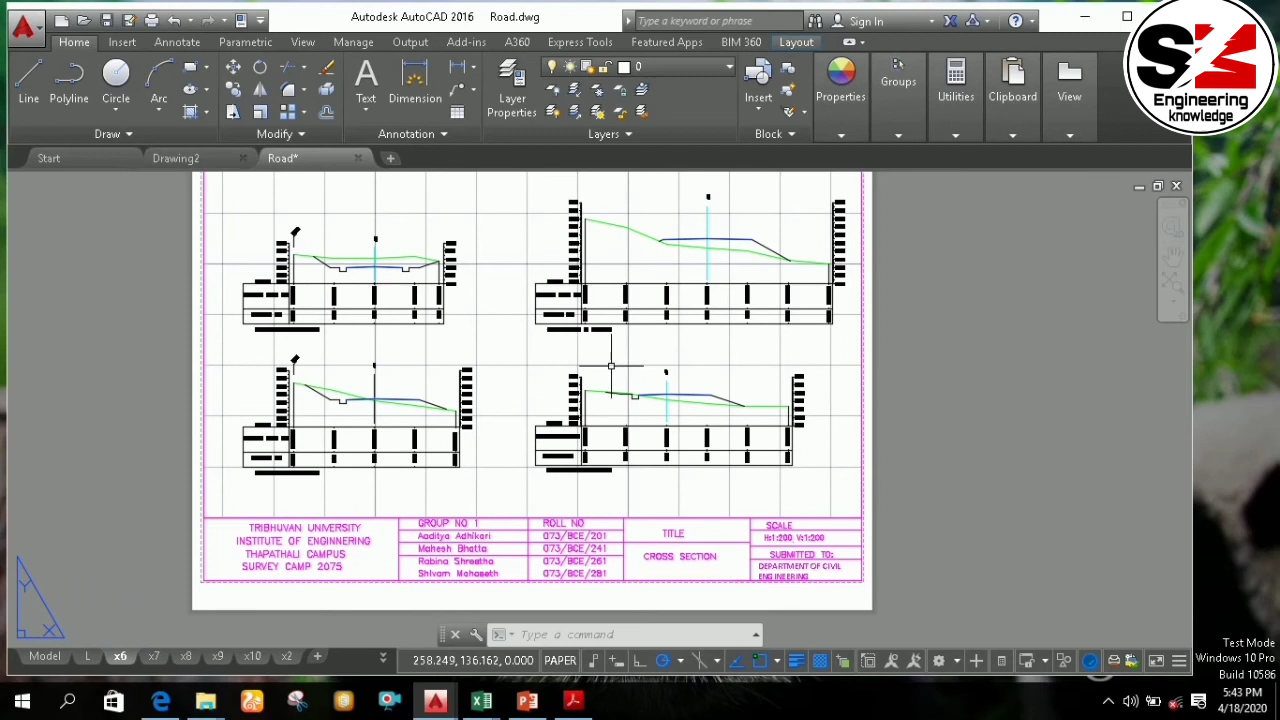 Autodesk AutoCAD 2016 Road.dwg
Type a keyword or phrase
Sign In
SZ
Engineering
knowledge
Home Insert Annotate Parametric View Manage Output Add-ins A360 Express Tools Featured Apps BIM 360 Layout
0
Line Polyline Circle Arc
Text Dimension
Layer
Properties
Insert
Properties Groups Utilities Clipboard View
Draw Modify Annotation Layers Block
Start Drawing2 Road*
TRIBHUVAN UNIVERSITY
INSTITUTE OF ENGINNERING
THAPATHALI CAMPUS
SURVEY CAMP 2075
GROUP NO 1
Aaditya Adhikari
Mahesh Bhatta
Rabina Shrestha
Shivam Mahaseth
ROLL NO
073/BCE/201
073/BCE/241
073/BCE/261
073/BCE/281
TITLE
CROSS SECTION
SCALE
H:1:200 V:1:200
SUBMITTED TO:
DEPARTMENT OF CIVIL
ENGINEERING
Y
X
Type a command
Model L x6 x7 x8 x9 x10 x2
258.249, 136.162, 0.000 PAPER
Test Mode
Windows 10 Pro
Build 10586
5:43 PM
4/18/2020